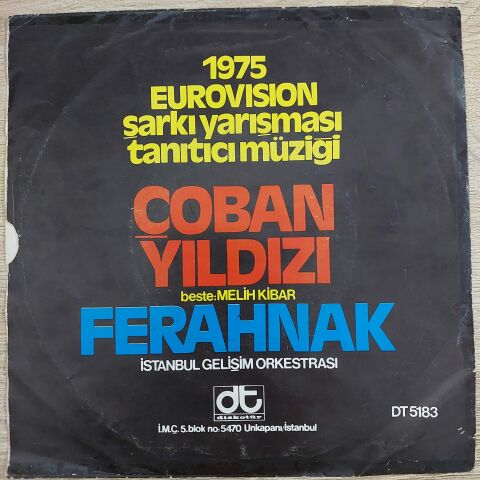 1975
EUROVISION
şarkı yarışması
tanıtıcı müziği
ÇOBAN
YILDIZI
beste: MELİH KİBAR
FERAHNAK
İSTANBUL GELİŞİM ORKESTRASI
dt
diskotür
DT 5183
İ.M.Ç. 5. blok no: 5470 Unkapanı/İstanbul